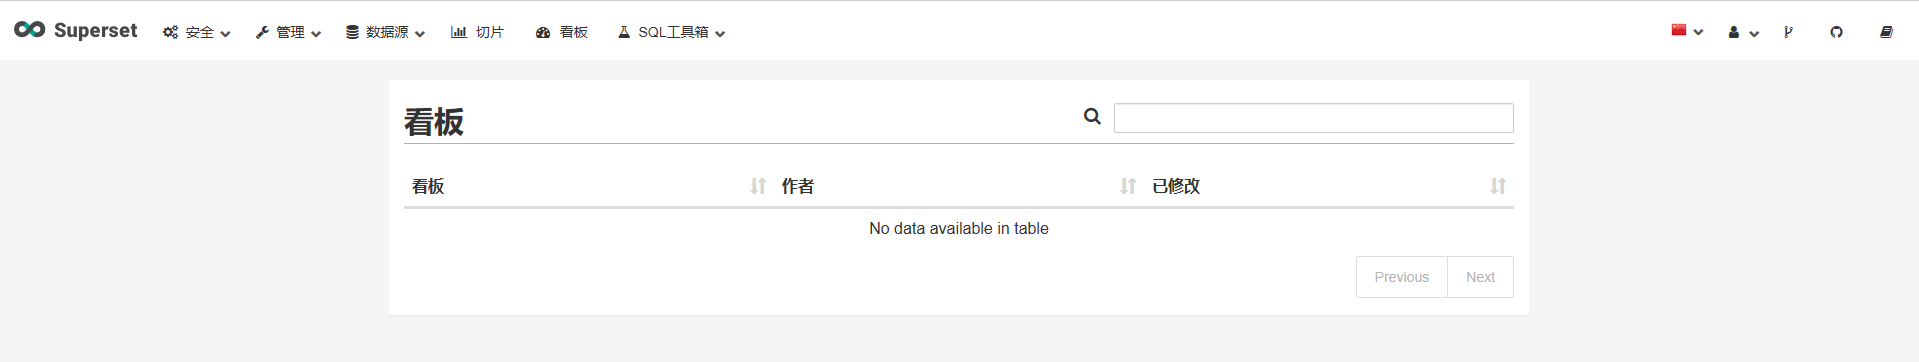 Superset 安全 管理 数据源 切片 看板 SQL工具箱
看板
看板 作者 已修改
No data available in table
Previous Next